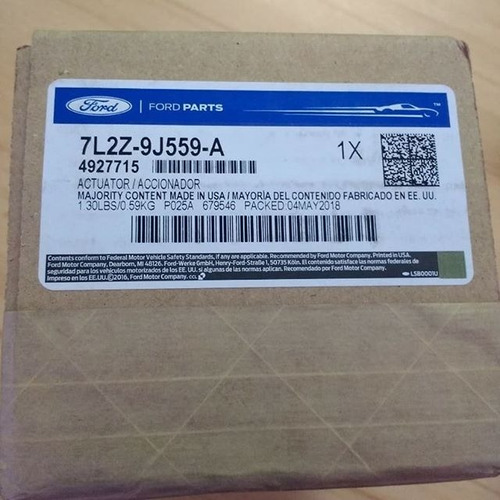 Ford FORD PARTS ™
7L2Z-9J559-A 1X
4927715
ACTUATOR / ACCIONADOR
MAJORITY CONTENT MADE IN USA / MAYORÍA DEL CONTENIDO FABRICADO EN EE. UU.
1.30LBS/0.59KG P025A 679546 PACKED:04MAY2018
Contents conform to Federal Motor Vehicle Safety Standards, if any are applicable. Recommended by Ford Motor Company. Printed in U.S.A.
Ford Motor Company, Dearborn, MI 48126. Ford-Werke GmbH, Henry-Ford-Straße 1, 50735 Köln. El contenido satisface las normas federales de
seguridad para los vehículos motorizados de los EE. UU. si algunas de las normas aplican. Recomendado por Ford Motor Company.
Impreso en los EE. UU. ©2016, Ford Motor Company. CCL LSB0001U